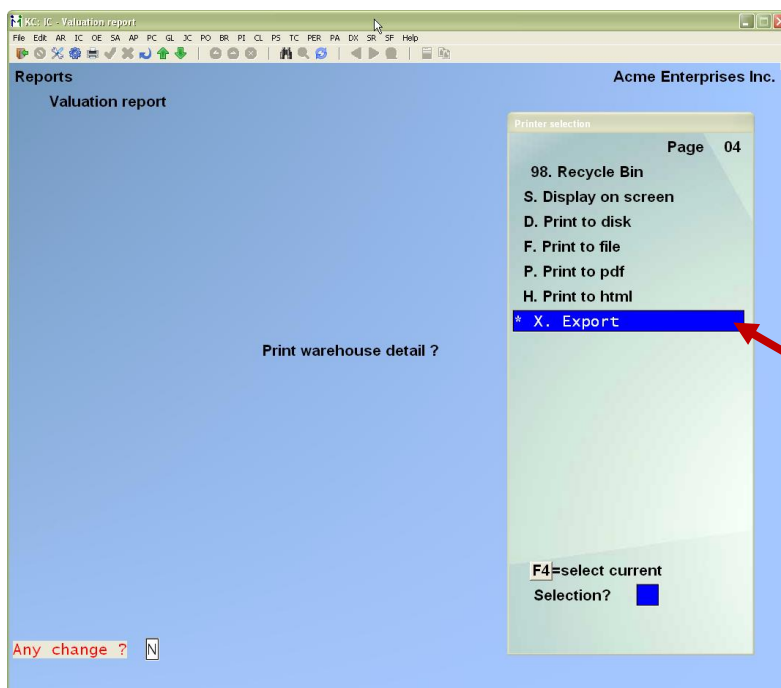 KC: IC - Valuation report
File Edit AR IC OE SA AP PC GL JC PO BR PI CL PS TC PER PA DX SR SF Help
Reports
Acme Enterprises Inc.
Valuation report
Printer selection
Page 04
98. Recycle Bin
S. Display on screen
D. Print to disk
F. Print to file
P. Print to pdf
H. Print to html
* X. Export
Print warehouse detail ?
F4=select current
Selection?
Any change ? N